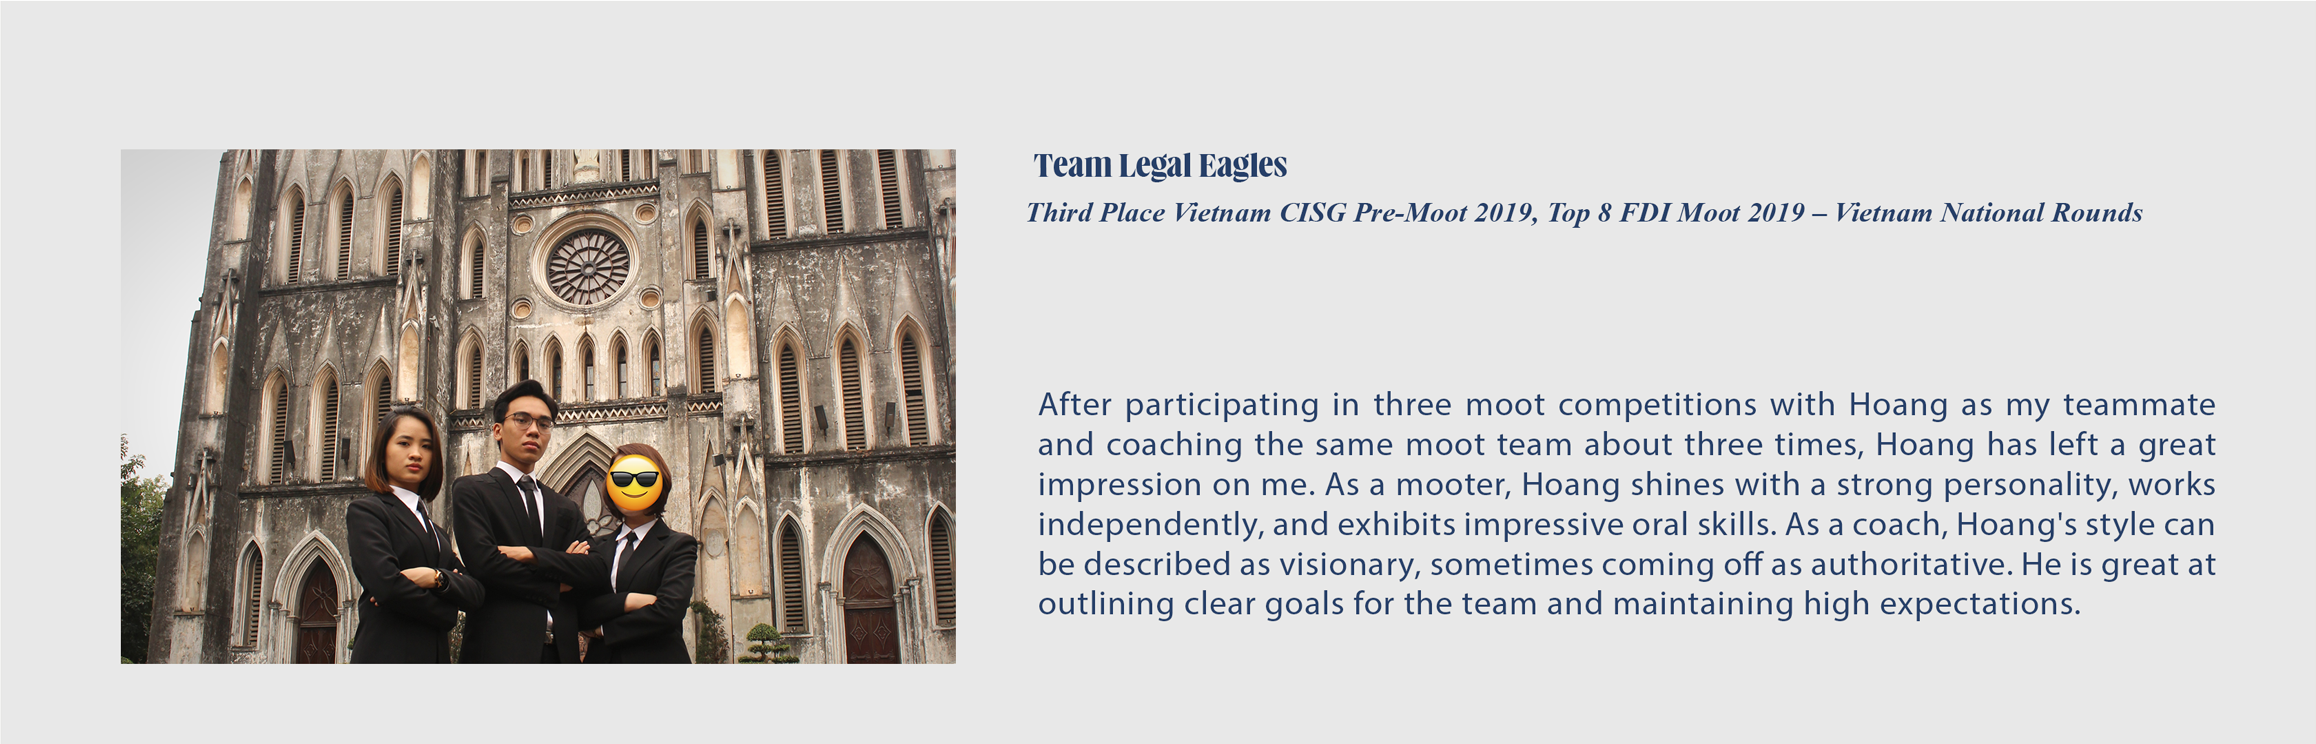 Team Legal Eagles
Third Place Vietnam CISG Pre-Moot 2019, Top 8 FDI Moot 2019 – Vietnam National Rounds
After participating in three moot competitions with Hoang as my teammate
and coaching the same moot team about three times, Hoang has left a great
impression on me. As a mooter, Hoang shines with a strong personality, works
independently, and exhibits impressive oral skills. As a coach, Hoang's style can
be described as visionary, sometimes coming off as authoritative. He is great at
outlining clear goals for the team and maintaining high expectations.